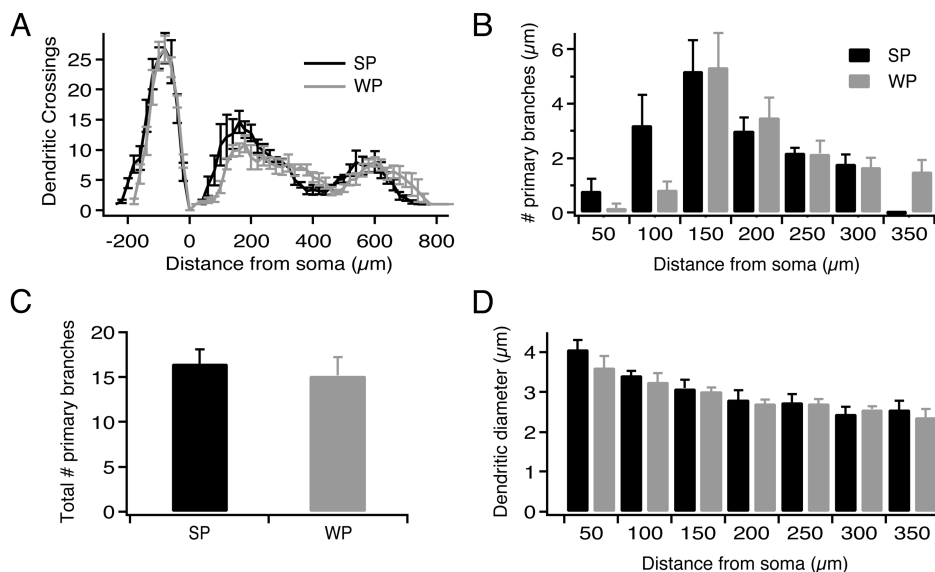 A
Dendritic Crossings
25
20
15
10
5
0
SP
WP
-200 0 200 400 600 800
Distance from soma (µm)
B
# primary branches (µm)
6
4
2
0
SP
WP
50 100 150 200 250 300 350
Distance from soma (µm)
C
Total # primary branches
20
15
10
5
0
SP WP
D
Dendritic diameter (µm)
4
3
2
1
0
50 100 150 200 250 300 350
Distance from soma (µm)